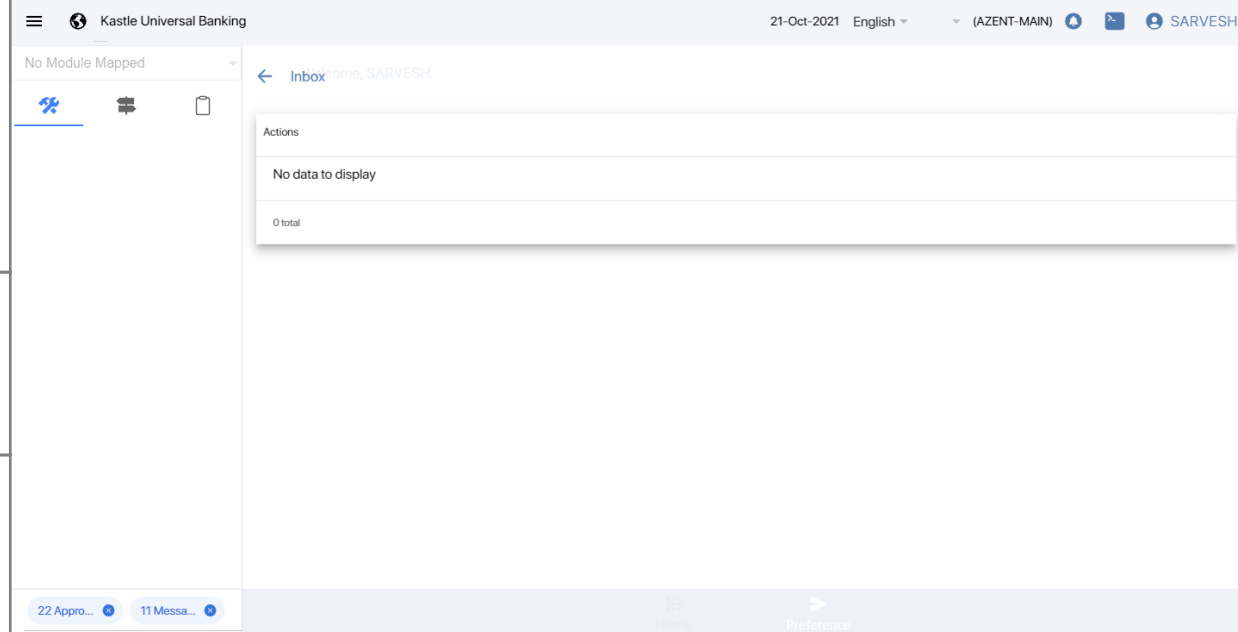 Kastle Universal Banking
21-Oct-2021 English (AZENT-MAIN) SARVESH
No Module Mapped
Inbox
Welcome, SARVESH
Actions
No data to display
0 total
22 Appro... 11 Messa...
Home Preference